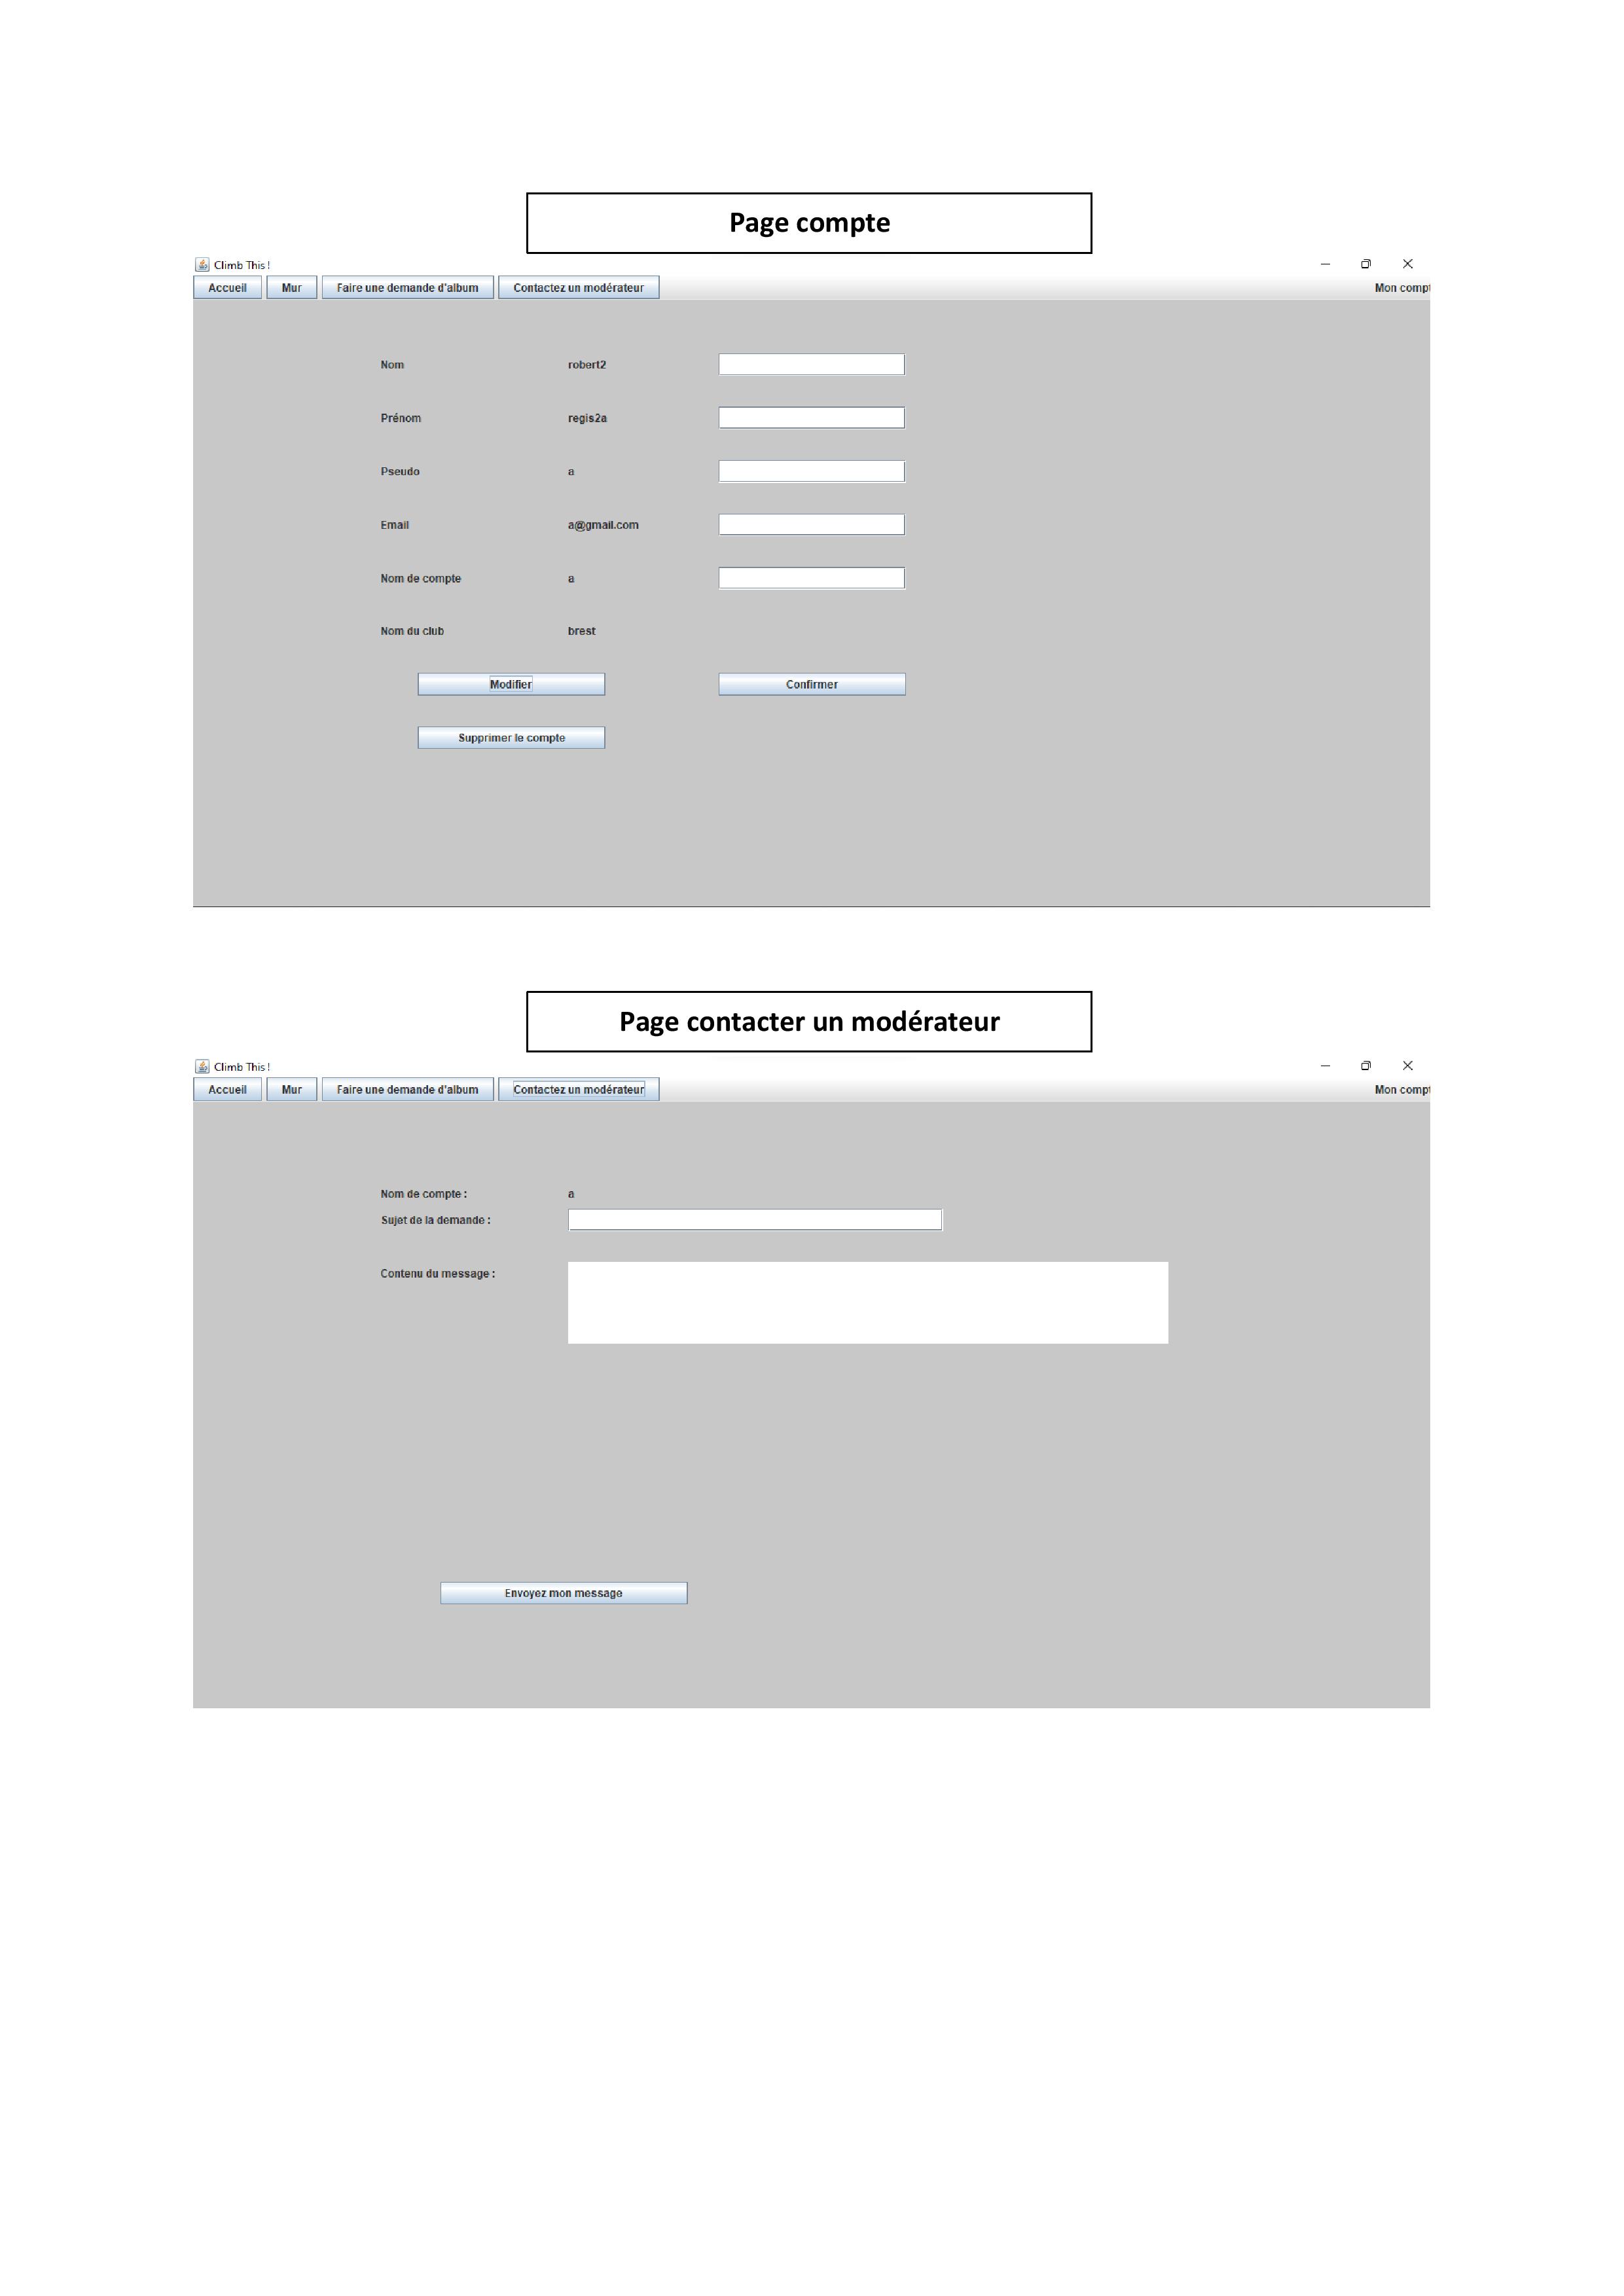 Page compte
Climb This !
Accueil Mur Faire une demande d'album Contactez un modérateur Mon compt
Nom robert2
Prénom regis2a
Pseudo a
Email a@gmail.com
Nom de compte a
Nom du club brest
Modifier Confirmer
Supprimer le compte
Page contacter un modérateur
Climb This !
Accueil Mur Faire une demande d'album Contactez un modérateur Mon compt
Nom de compte : a
Sujet de la demande :
Contenu du message :
Envoyez mon message